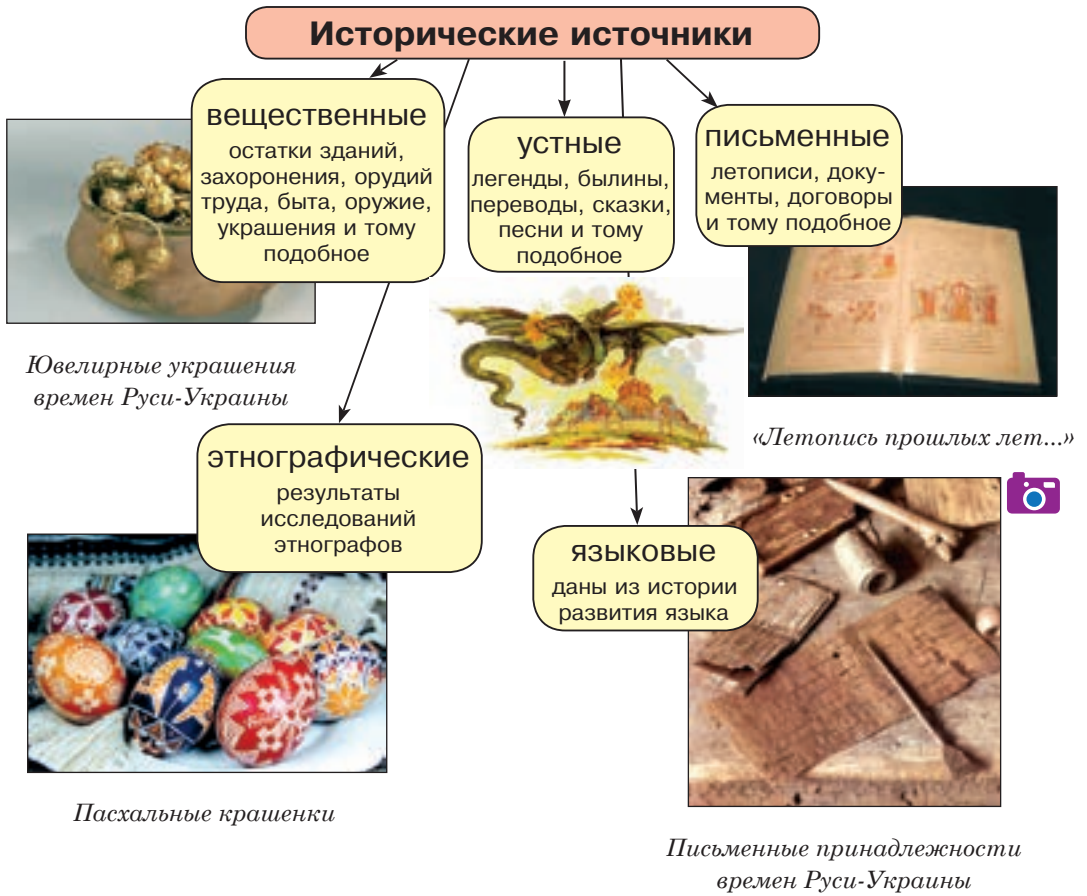 Исторические источники
вещественные
остатки зданий,
захоронения, орудий
труда, быта, оружие,
украшения и тому
подобное
устные
легенды, былины,
переводы, сказки,
песни и тому
подобное
письменные
летописи, доку-
менты, договоры
и тому подобное
Ювелирные украшения
времен Руси-Украины
«Летопись прошлых лет...»
этнографические
результаты
исследований
этнографов
языковые
даны из истории
развития языка
Пасхальные крашенки
Письменные принадлежности
времен Руси-Украины